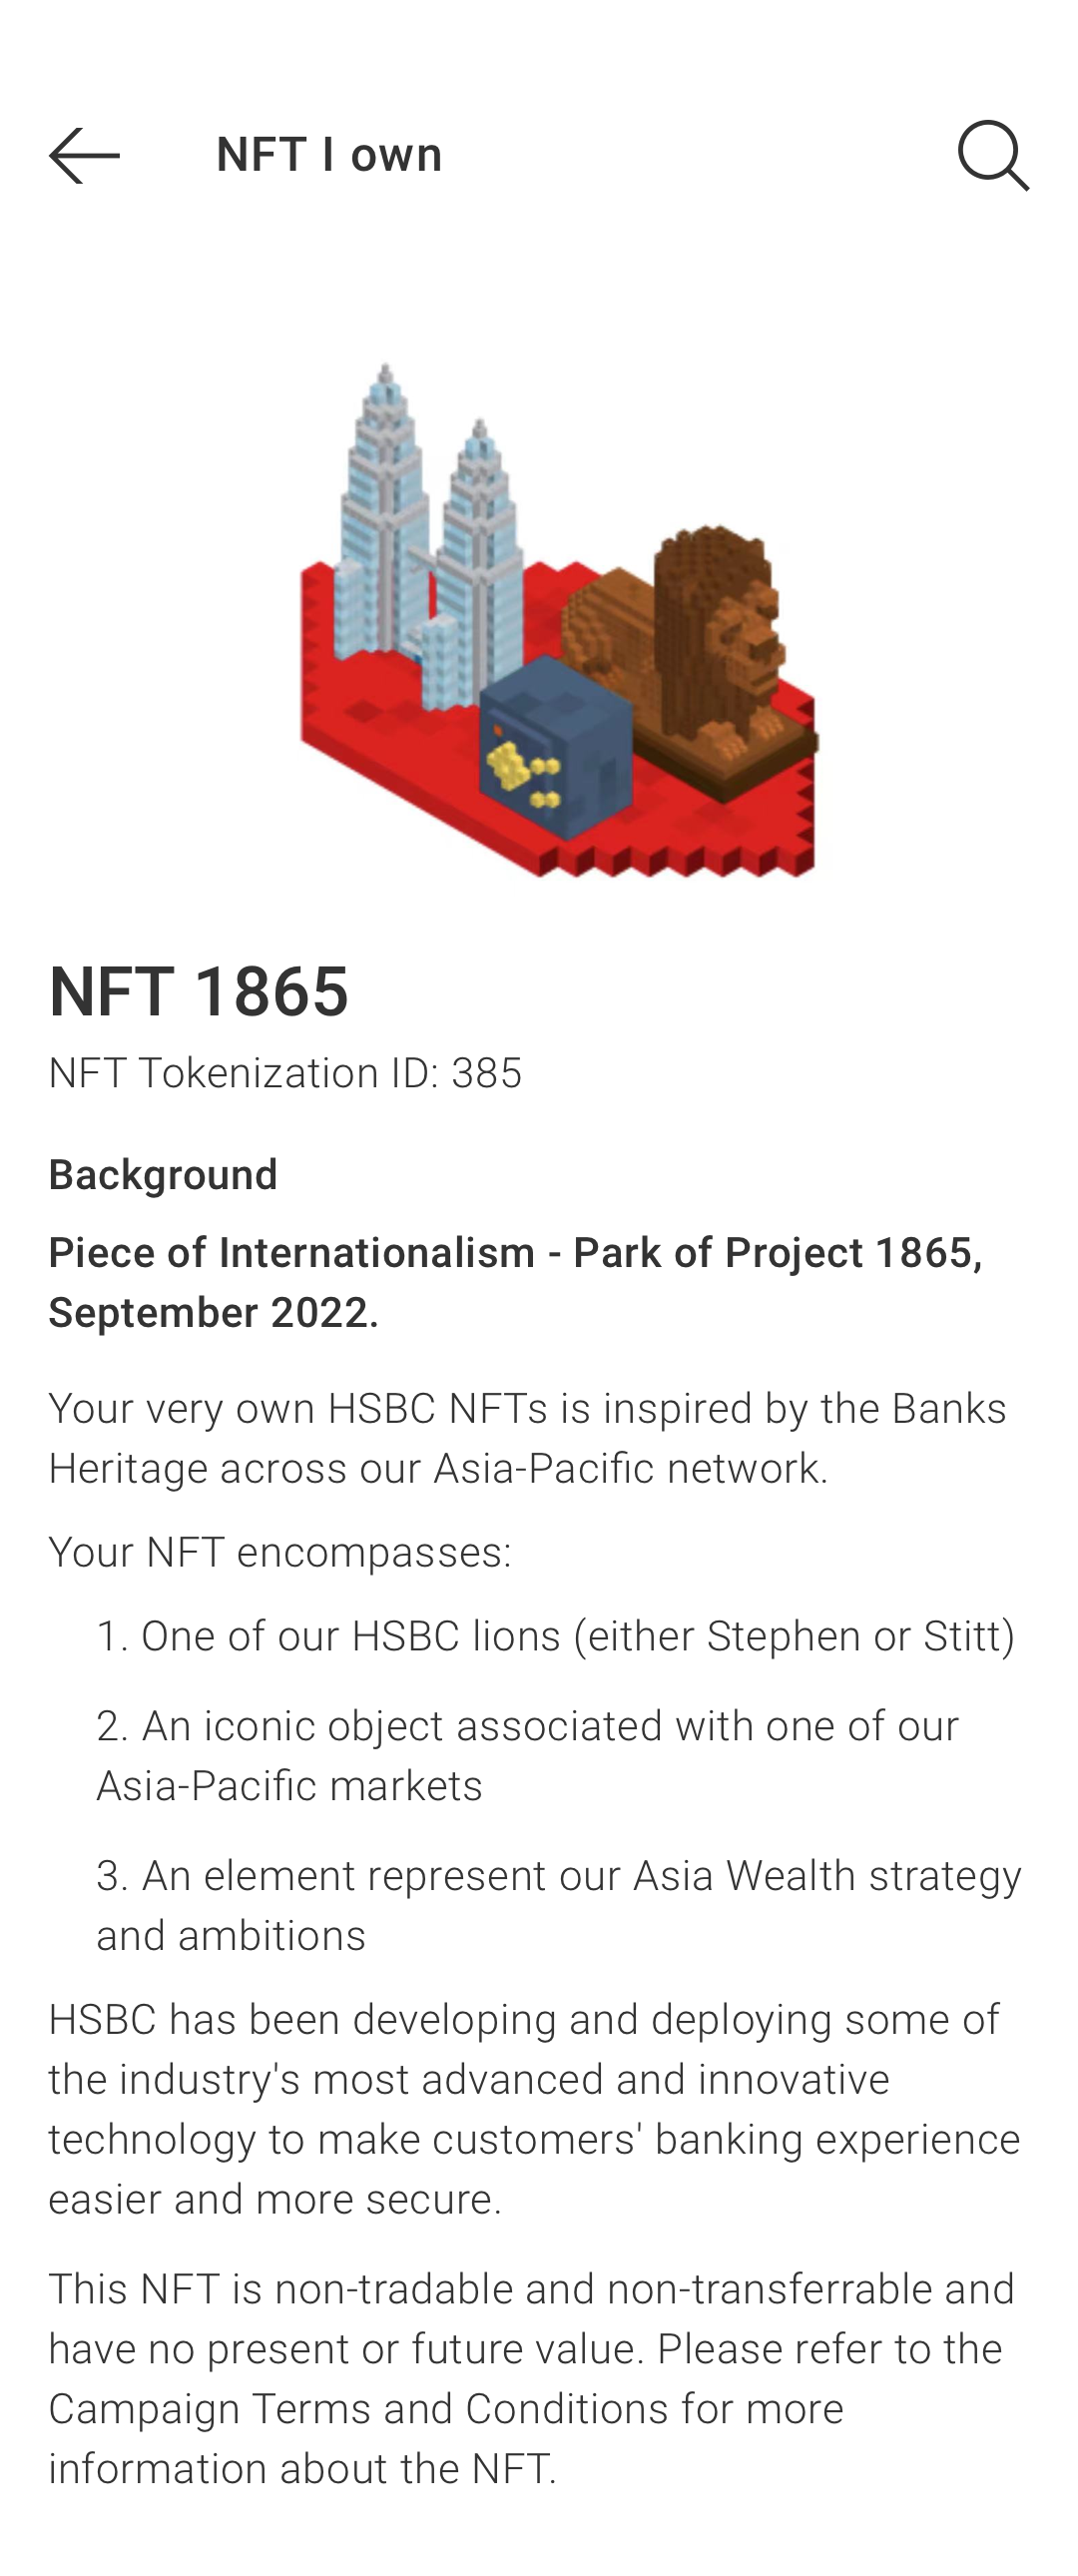 NFT I own
NFT 1865
NFT Tokenization ID: 385
Background
Piece of Internationalism - Park of Project 1865,
September 2022.
Your very own HSBC NFTs is inspired by the Banks
Heritage across our Asia-Pacific network.
Your NFT encompasses:
1. One of our HSBC lions (either Stephen or Stitt)
2. An iconic object associated with one of our
Asia-Pacific markets
3. An element represent our Asia Wealth strategy
and ambitions
HSBC has been developing and deploying some of
the industry's most advanced and innovative
technology to make customers' banking experience
easier and more secure.
This NFT is non-tradable and non-transferrable and
have no present or future value. Please refer to the
Campaign Terms and Conditions for more
information about the NFT.